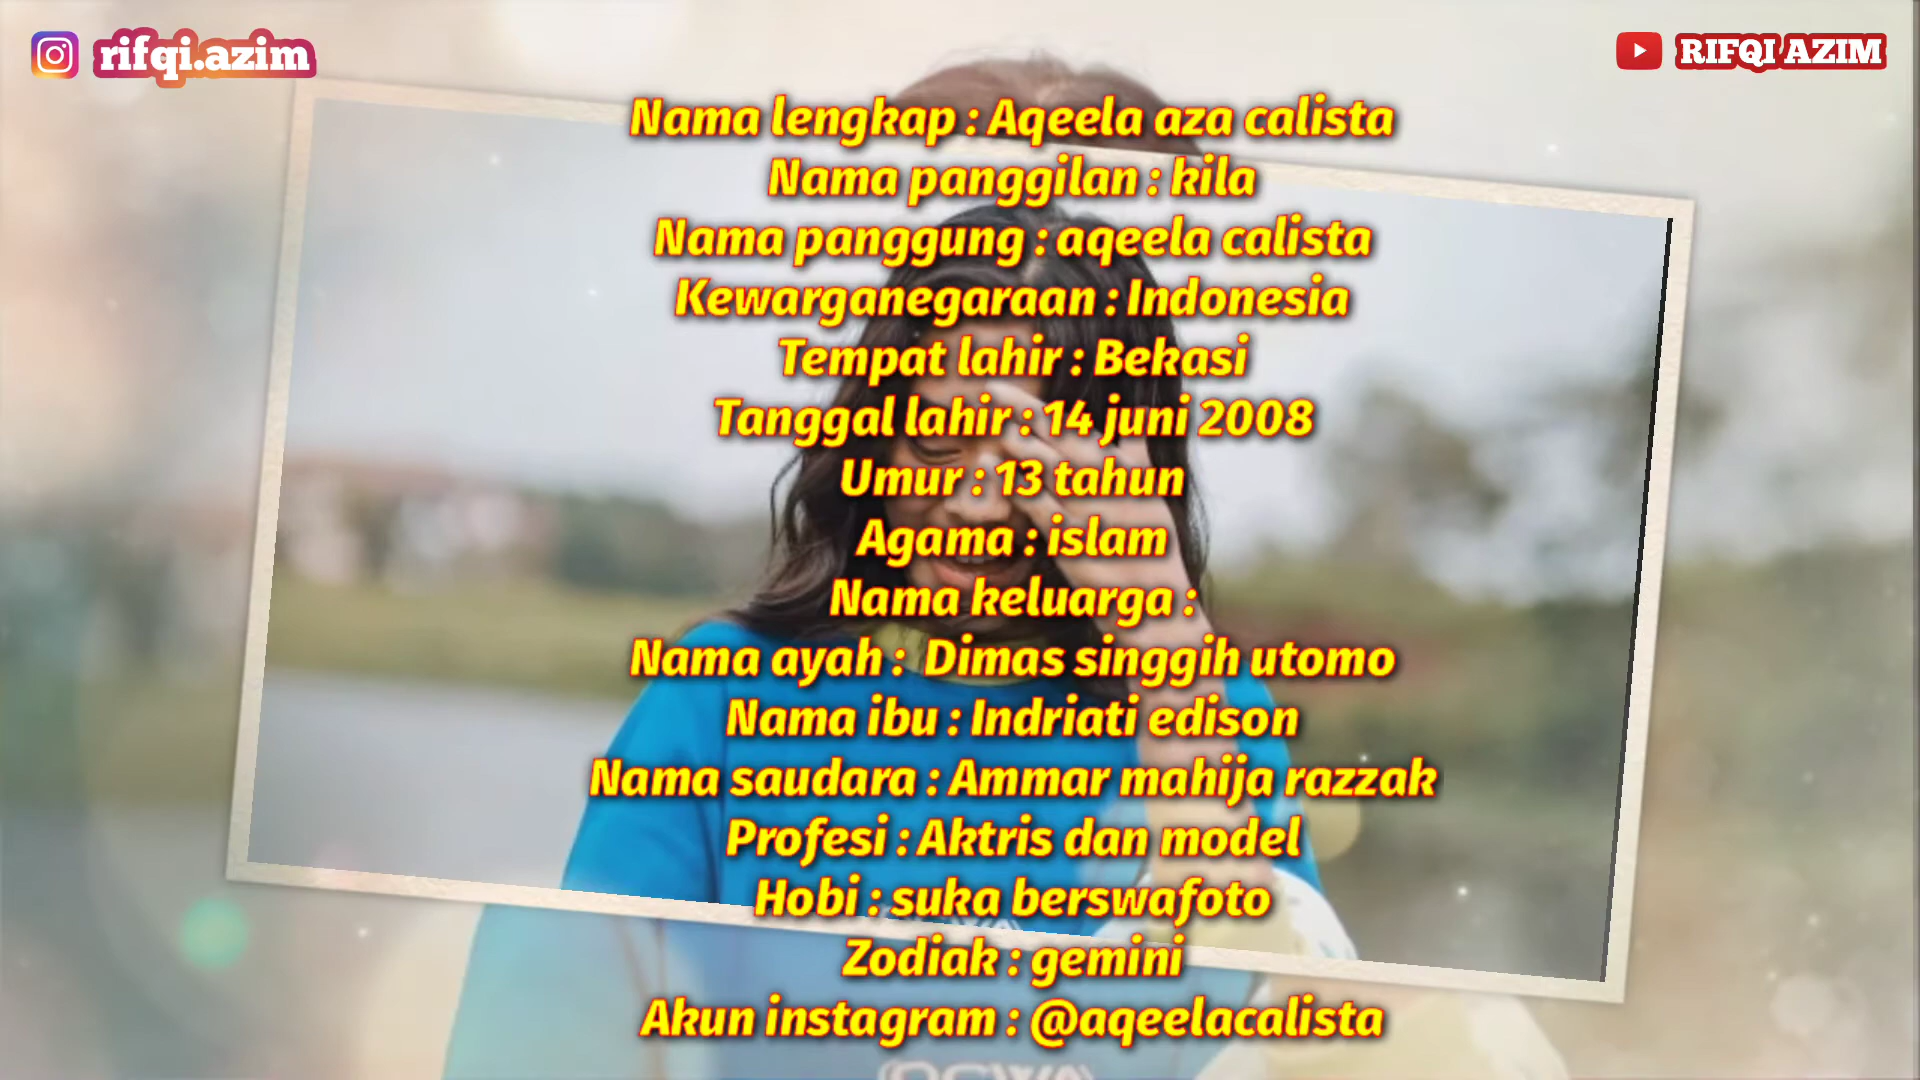 rifqi.azim
RIFQI AZIM
Nama lengkap : Aqeela aza calista
Nama panggilan : kila
Nama panggung : aqeela calista
Kewarganegaraan : Indonesia
Tempat lahir : Bekasi
Tanggal lahir : 14 juni 2008
Umur : 13 tahun
Agama : islam
Nama keluarga :
Nama ayah : Dimas singgih utomo
Nama ibu : Indriati edison
Nama saudara : Ammar mahija razzak
Profesi : Aktris dan model
Hobi : suka berswafoto
Zodiak : gemini
Akun instagram : @aqeelacalista